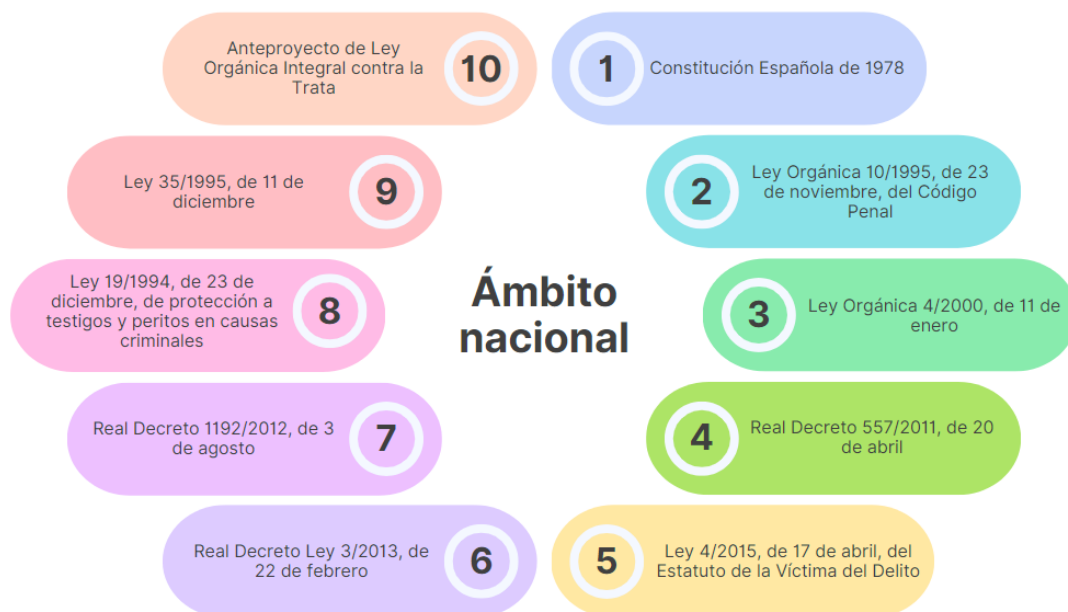 Ámbito
nacional
1
Constitución Española de 1978
2
Ley Orgánica 10/1995, de 23
de noviembre, del Código
Penal
3
Ley Orgánica 4/2000, de 11 de
enero
4
Real Decreto 557/2011, de 20
de abril
5
Ley 4/2015, de 17 de abril, del
Estatuto de la Víctima del Delito
6
Real Decreto Ley 3/2013, de
22 de febrero
7
Real Decreto 1192/2012, de 3
de agosto
8
Ley 19/1994, de 23 de
diciembre, de protección a
testigos y peritos en causas
criminales
9
Ley 35/1995, de 11 de
diciembre
10
Anteproyecto de Ley
Orgánica Integral contra la
Trata